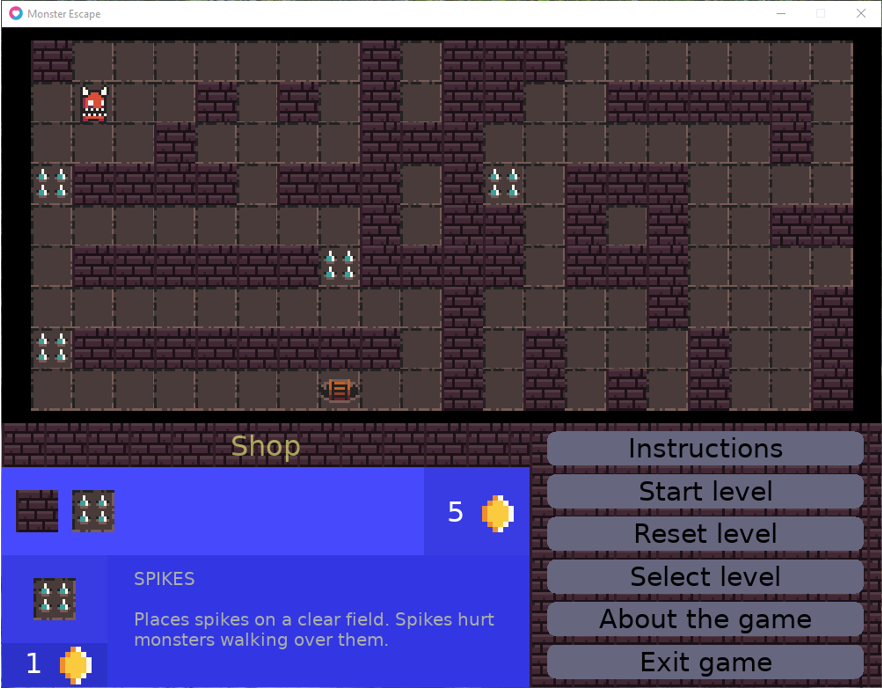 Monster Escape
Shop
5
SPIKES
Places spikes on a clear field. Spikes hurt
monsters walking over them.
1
Instructions
Start level
Reset level
Select level
About the game
Exit game